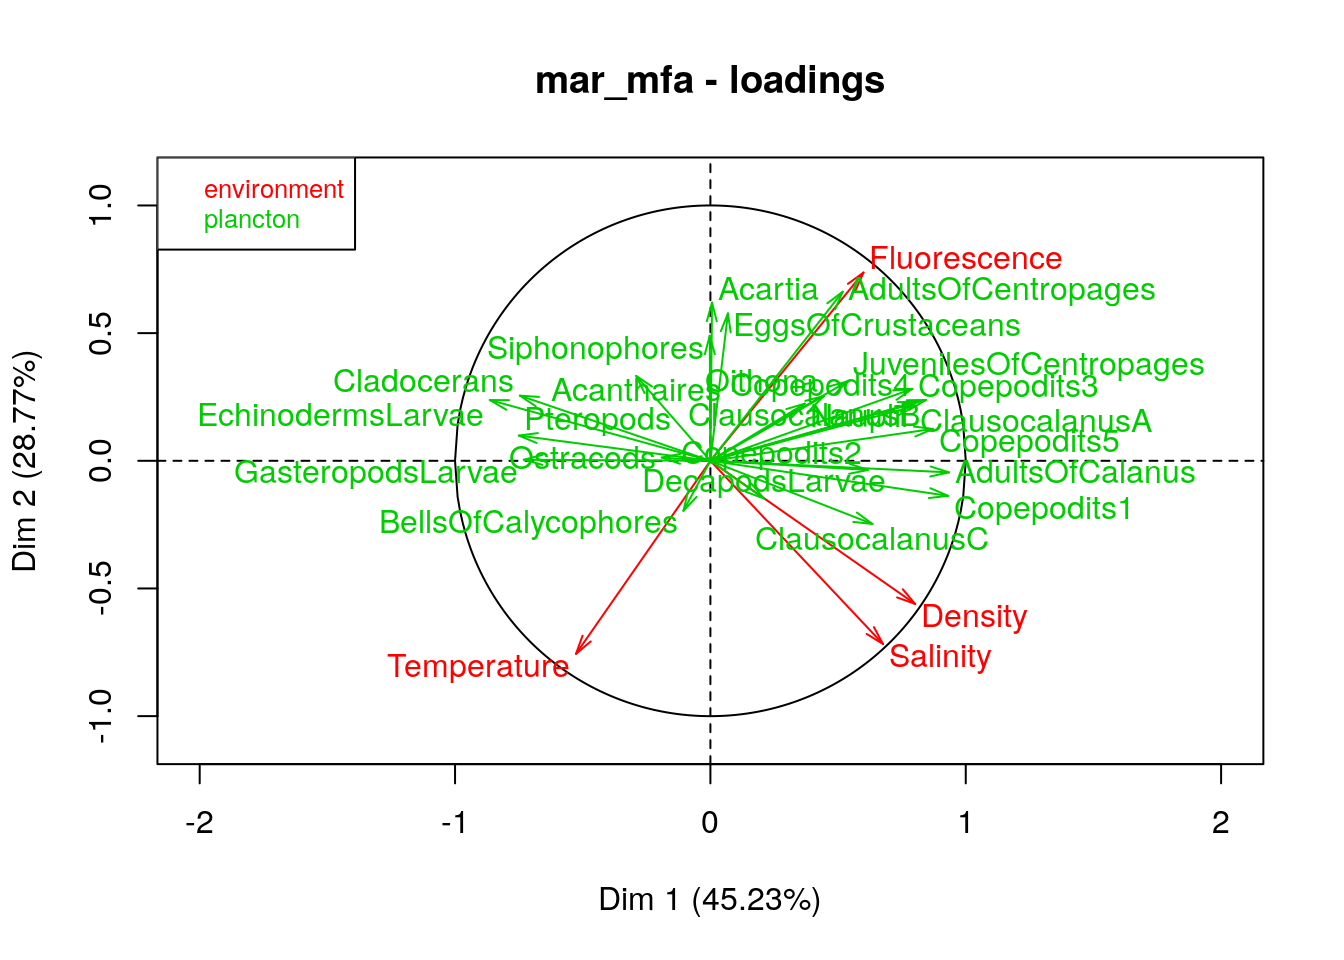 mar_mfa - loadings
environment
plancton
Fluorescence
Acartia
AdultsOfCentropages
EggsOfCrustaceans
Siphonophores
JuvenilesOfCentropages
Cladocerans
Acanthaires
Oithona
Copepodits4
Copepodits3
EchinodermsLarvae
Pteropods
ClausocalanusB
ClausocalanusA
Copepodits5
Ostracods
Copepodits2
GasteropodsLarvae
AdultsOfCalanus
DecapodsLarvae
Copepodits1
BellsOfCalycophores
ClausocalanusC
Density
Salinity
Temperature
1.0
0.5
0.0
-0.5
-1.0
Dim 2 (28.77%)
-2 -1 0 1 2
Dim 1 (45.23%)